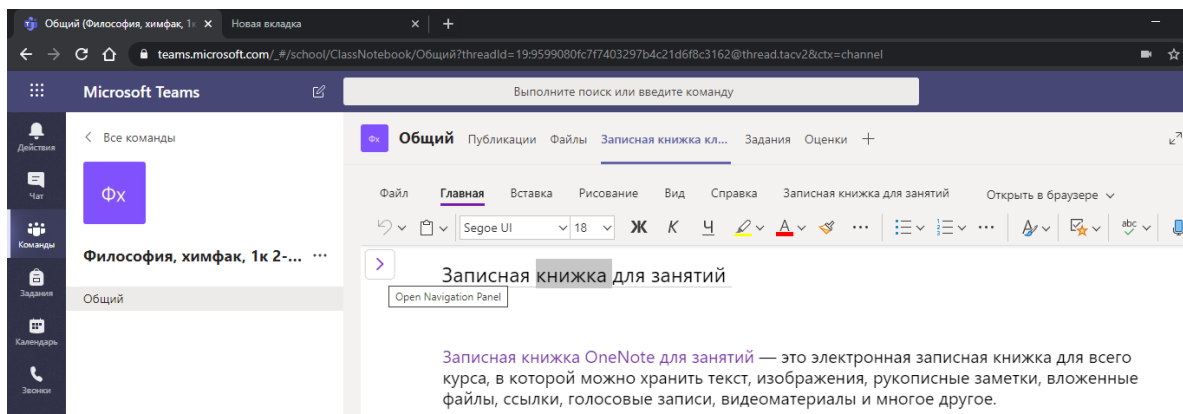 Общий (Философия, химфак, 1к
Новая вкладка
teams.microsoft.com/_#/school/ClassNotebook/Общий?threadId=19:9599080fc7f7403297b4c21d6f8c3162@thread.tacv2&ctx=channel
Microsoft Teams
Выполните поиск или введите команду
Действия
Чат
Команды
Задания
Календарь
Звонки
Все команды
Фх
Философия, химфак, 1к 2-... ...
Общий
Фх Общий Публикации Файлы Записная книжка кл... Задания Оценки
Файл Главная Вставка Рисование Вид Справка Записная книжка для занятий Открыть в браузере
Segoe UI 18 Ж К Ч A ... ... abc
Записная книжка для занятий
Open Navigation Panel
Записная книжка OneNote для занятий — это электронная записная книжка для всего
курса, в которой можно хранить текст, изображения, рукописные заметки, вложенные
файлы, ссылки, голосовые записи, видеоматериалы и многое другое.